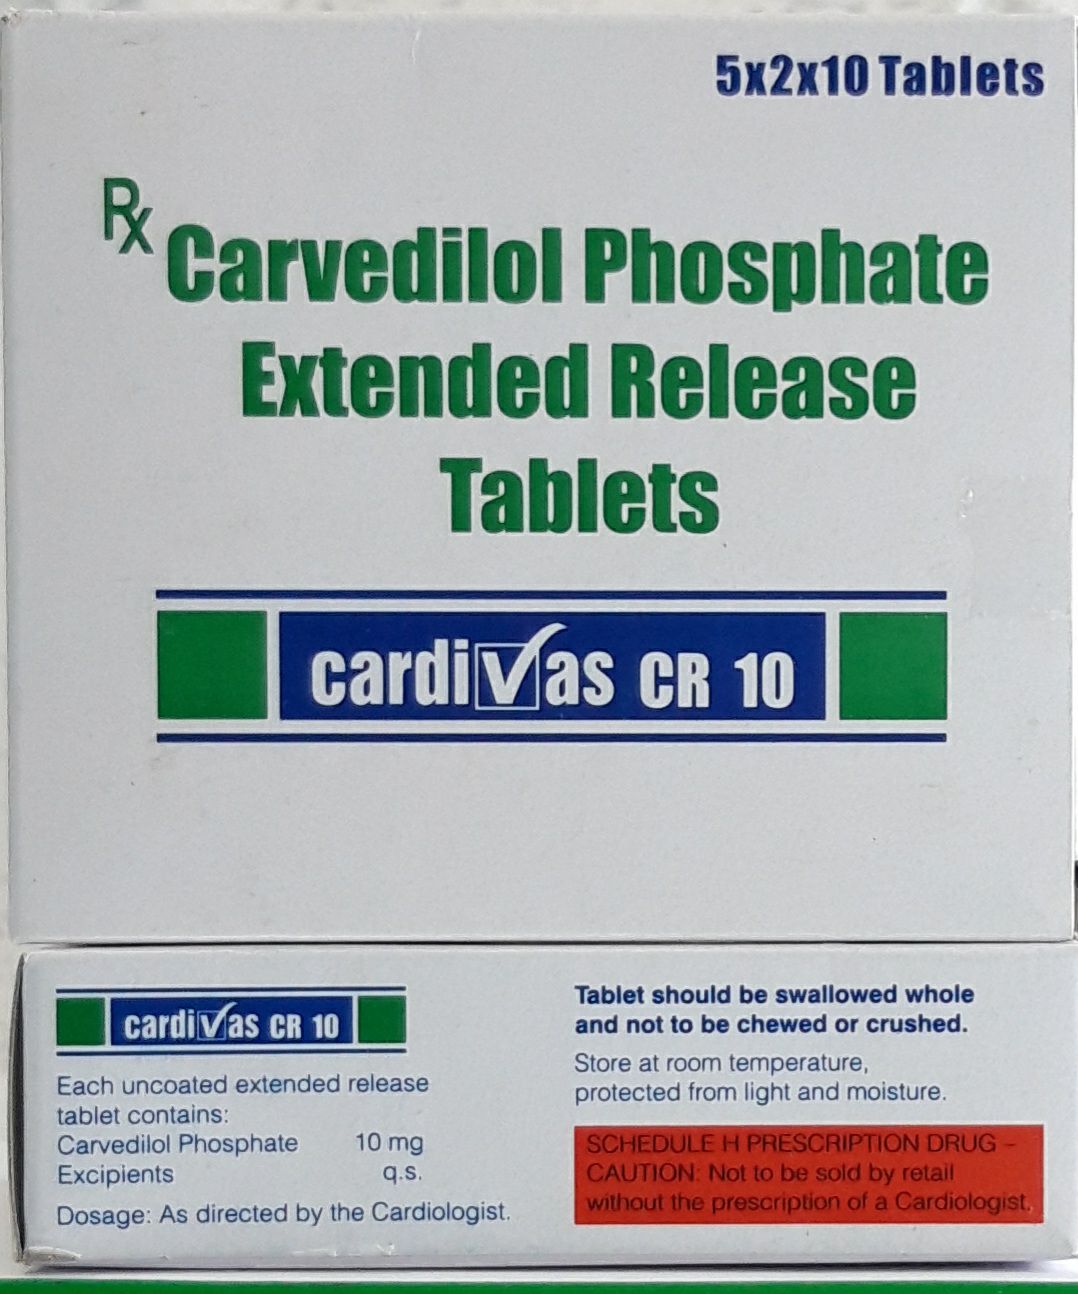 5x2x10 Tablets
Rx Carvedilol Phosphate
Extended Release
Tablets
cardivas CR 10
cardivas CR 10
Each uncoated extended release
tablet contains:
Carvedilol Phosphate 10 mg
Excipients q.s.
Dosage: As directed by the Cardiologist.
Tablet should be swallowed whole
and not to be chewed or crushed.
Store at room temperature,
protected from light and moisture.
SCHEDULE H PRESCRIPTION DRUG –
CAUTION: Not to be sold by retail
without the prescription of a Cardiologist.